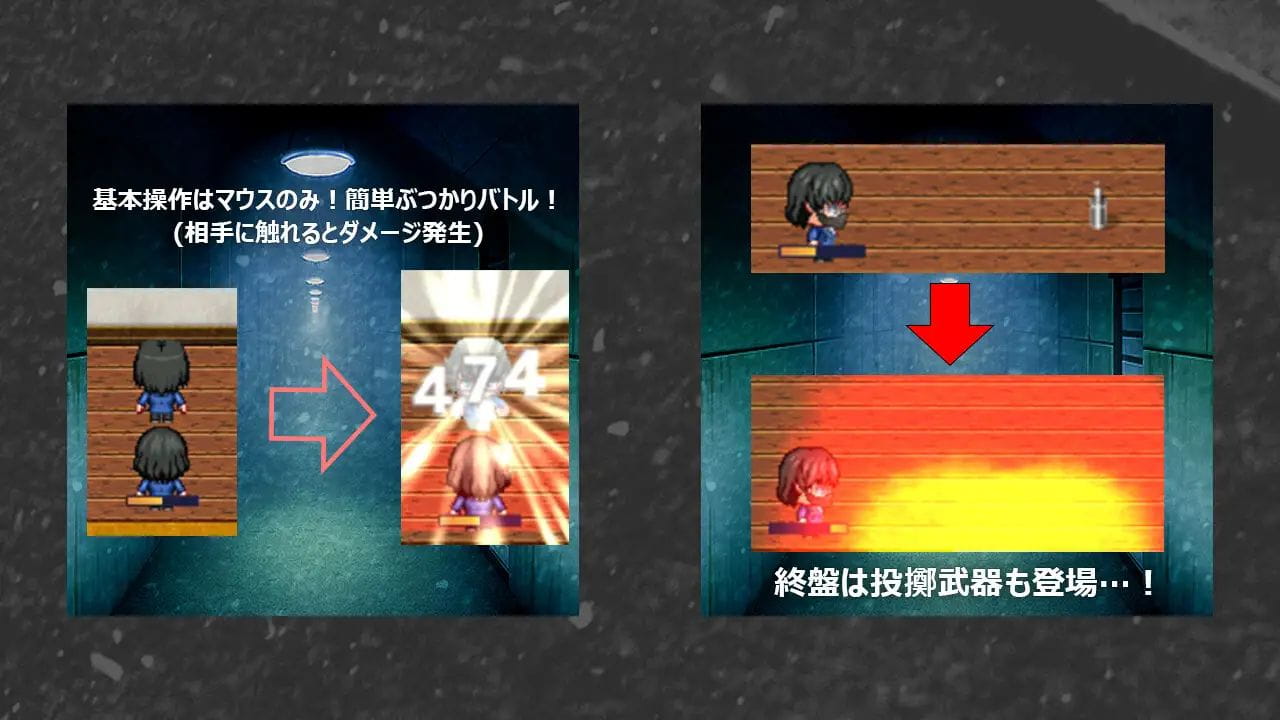 基本操作はマウスのみ！簡単ぶつかりバトル！
(相手に触れるとダメージ発生)
474
終盤は投擲武器も登場…！